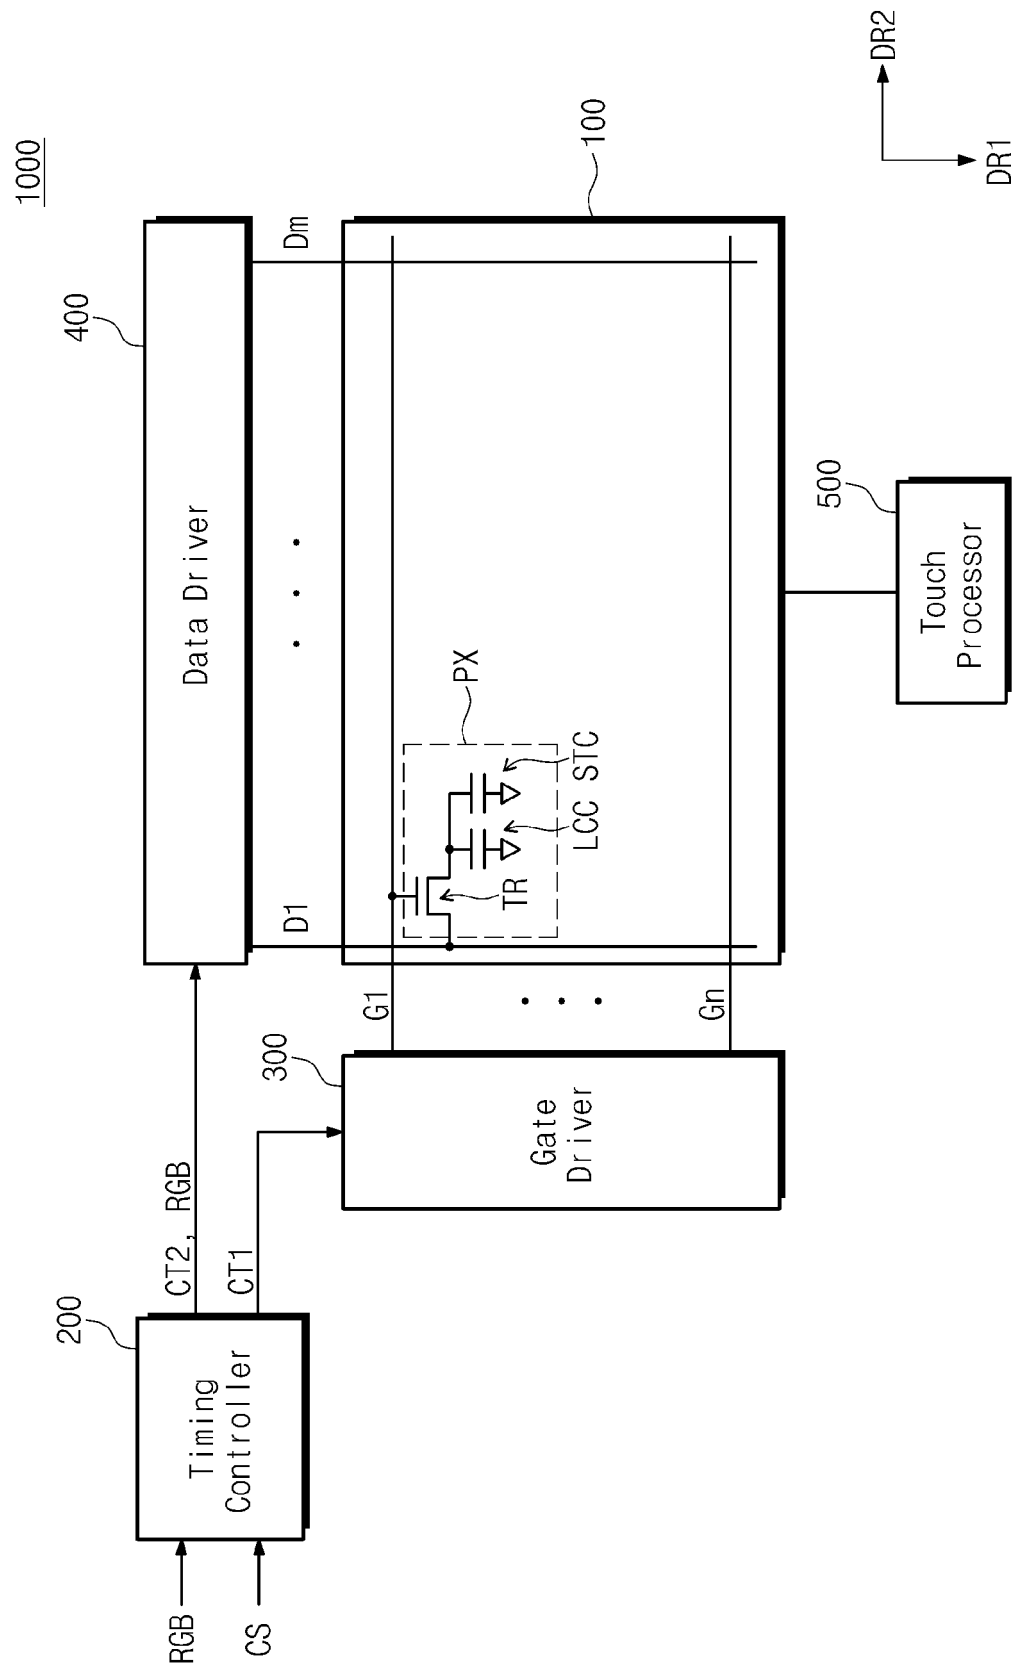 1000
400
Data Driver
200
CT2, RGB
Timing
Controller
CT1
RGB
CS
300
Gate
Driver
D1
Dm
G1
Gn
100
PX
TR
LCC
STC
500
Touch
Processor
DR2
DR1